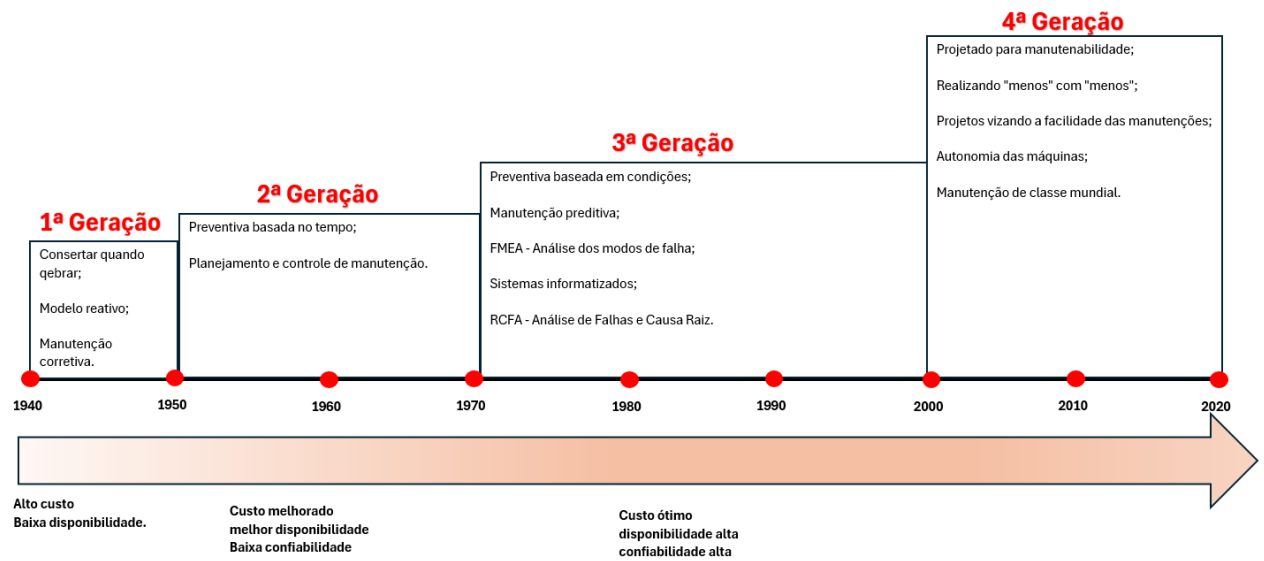 1ª Geração
Consertar quando
qebrar;
Modelo reativo;
Manutenção
corretiva.
2ª Geração
Preventiva basada no tempo;
Planejamento e controle de manutenção.
3ª Geração
Preventiva baseada em condições;
Manutenção preditiva;
FMEA - Análise dos modos de falha;
Sistemas informatizados;
RCFA - Análise de Falhas e Causa Raiz.
4ª Geração
Projetado para manutenabilidade;
Realizando "menos" com "menos";
Projetos vizando a facilidade das manutenções;
Autonomia das máquinas;
Manutenção de classe mundial.
1940 1950 1960 1970 1980 1990 2000 2010 2020
Alto custo
Baixa disponibilidade.
Custo melhorado
melhor disponibilidade
Baixa confiabilidade
Custo ótimo
disponibilidade alta
confiabilidade alta